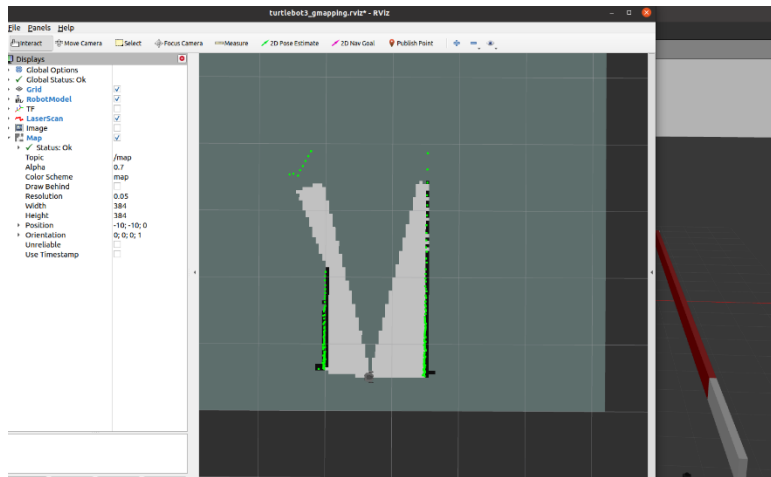 turtlebot3_gmapping.rviz* - RViz
File Panels Help
Interact Move Camera Select Focus Camera Measure 2D Pose Estimate 2D Nav Goal Publish Point
Displays
Global Options
Global Status: Ok
Grid
RobotModel
TF
LaserScan
Image
Map
Status: Ok
Topic /map
Alpha 0.7
Color Scheme map
Draw Behind
Resolution 0.05
Width 384
Height 384
Position -10; -10; 0
Orientation 0; 0; 0; 1
Unreliable
Use Timestamp